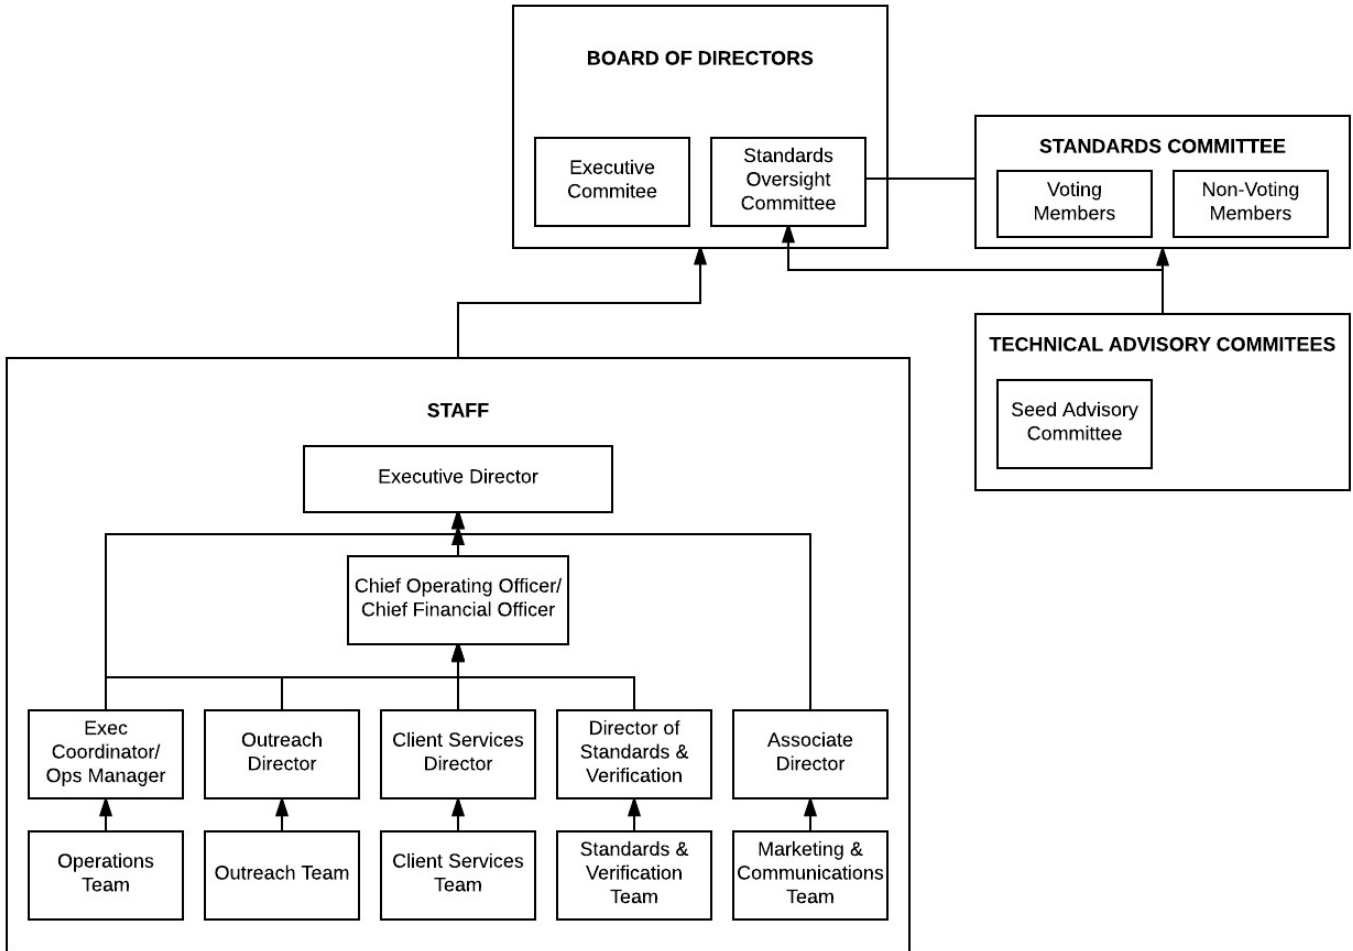 BOARD OF DIRECTORS
Executive
Commitee
Standards
Oversight
Committee
STANDARDS COMMITTEE
Voting
Members
Non-Voting
Members
TECHNICAL ADVISORY COMMITEES
Seed Advisory
Committee
STAFF
Executive Director
Chief Operating Officer/
Chief Financial Officer
Exec
Coordinator/
Ops Manager
Outreach
Director
Client Services
Director
Director of
Standards &
Verification
Associate
Director
Operations
Team
Outreach Team
Client Services
Team
Standards &
Verification
Team
Marketing &
Communications
Team